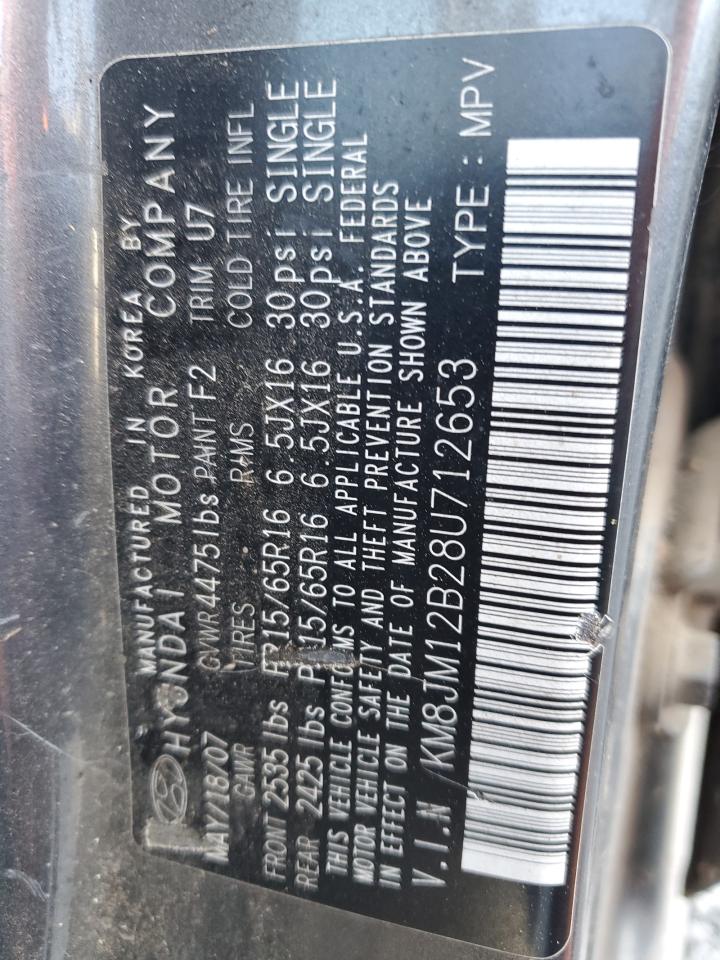 MANUFACTURED IN KOREA BY
HYUNDAI MOTOR COMPANY
MAY/18/07 GVWR 4475lbs PAINT F2 TRIM U7
GAWR TIRES RIMS COLD TIRE INFL
FRONT 2535 lbs P215/65R16 6.5JX16 30psi SINGLE
REAR 2425 lbs P215/65R16 6.5JX16 30psi SINGLE
THIS VEHICLE CONFORMS TO ALL APPLICABLE U.S.A. FEDERAL
MOTOR VEHICLE SAFETY AND THEFT PREVENTION STANDARDS
IN EFFECT ON THE DATE OF MANUFACTURE SHOWN ABOVE
V.I.N / KM8JM12B28U712653 TYPE : MPV